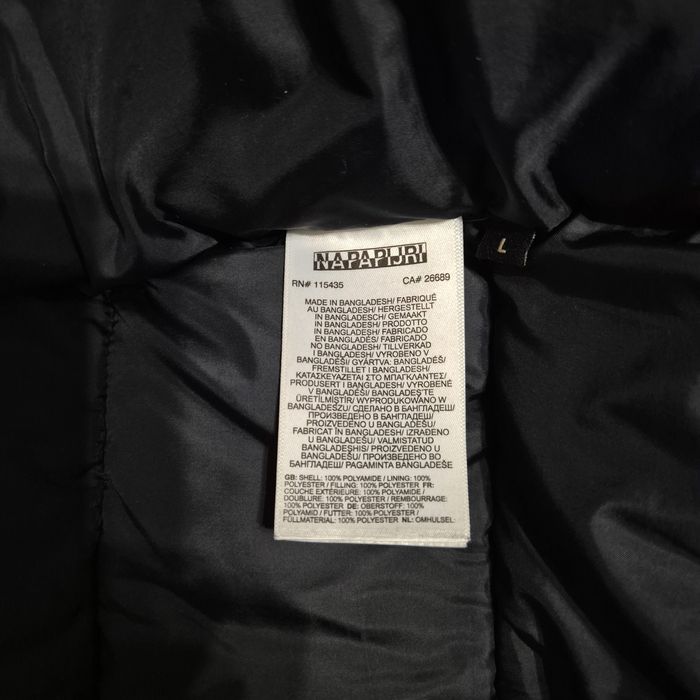 NAPAPIJRI
L
RN# 115435 CA# 26689
MADE IN BANGLADESH/ FABRIQUÉ
AU BANGLADESH/ HERGESTELLT
IN BANGLADESCH/ GEMAAKT
IN BANGLADESH/ PRODOTTO
IN BANGLADESH/ FABRICADO
EN BANGLADÉS/ FABRICADO
NO BANGLADESH/ TILLVERKAD
I BANGLADESH/ VYROBENO V
BANGLADÉŠI/ GYÁRTVA: BANGLADÉS/
FREMSTILLET I BANGLADESH/
ΚΑΤΑΣΚΕΥΑΖΕΤΑΙ ΣΤΟ ΜΠΑΓΚΛΑΝΤΕΣ/
PRODUSERT I BANGLADESH/ VYROBENÉ
V BANGLADÉŠI/ BANGLADEŞ'TE
ÜRETİLMİŞTİR/ WYPRODUKOWANO W
BANGLADESZU/ СДЕЛАНО В БАНГЛАДЕШ/
ПРОИЗВЕДЕНО В БАНГЛАДЕШ/
PROIZVEDENO U BANGLADEŠU/
FABRICAT ÎN BANGLADESH/ IZRAĐENO
U BANGLADEŠU/ VALMISTATUD
BANGLADESHIS/ PROIZVEDENO U
BANGLADEŠU/ ПРОИЗВЕДЕНО ВО
БАНГЛАДЕШ/ PAGAMINTA BANGLADEŠE
GB: SHELL: 100% POLYAMIDE / LINING: 100%
POLYESTER / FILLING: 100% POLYESTER FR:
COUCHE EXTÉRIEURE: 100% POLYAMIDE /
DOUBLURE: 100% POLYESTER / REMBOURRAGE:
100% POLYESTER DE: OBERSTOFF: 100%
POLYAMID / FUTTER: 100% POLYESTER /
FÜLLMATERIAL: 100% POLYESTER NL: OMHULSEL: